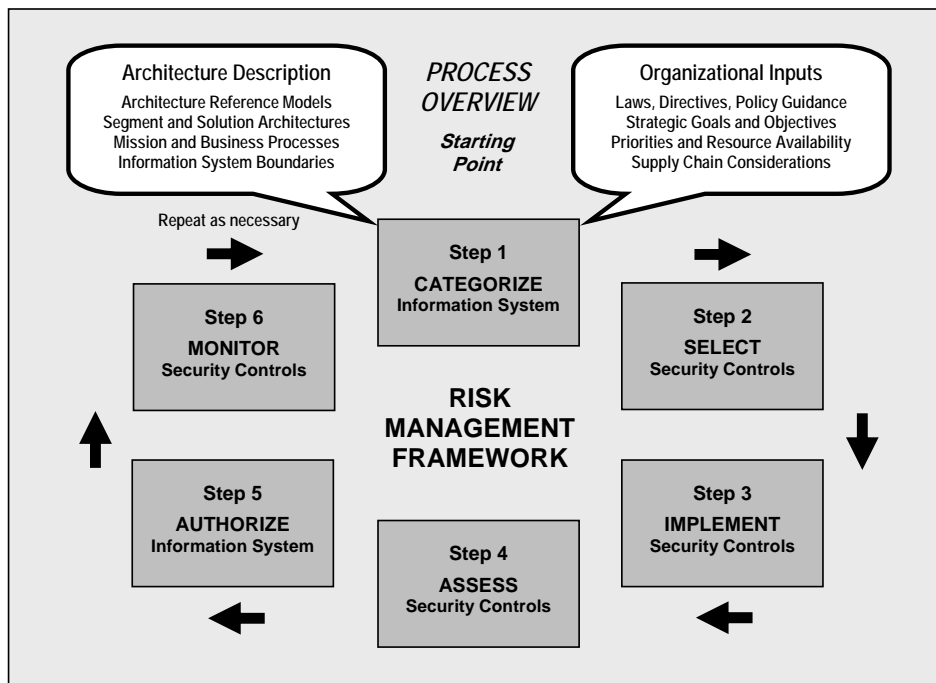 Architecture Description
Architecture Reference Models
Segment and Solution Architectures
Mission and Business Processes
Information System Boundaries
PROCESS
OVERVIEW
Starting
Point
Organizational Inputs
Laws, Directives, Policy Guidance
Strategic Goals and Objectives
Priorities and Resource Availability
Supply Chain Considerations
Repeat as necessary
Step 1
CATEGORIZE
Information System
Step 2
SELECT
Security Controls
Step 3
IMPLEMENT
Security Controls
Step 4
ASSESS
Security Controls
Step 5
AUTHORIZE
Information System
Step 6
MONITOR
Security Controls
RISK
MANAGEMENT
FRAMEWORK